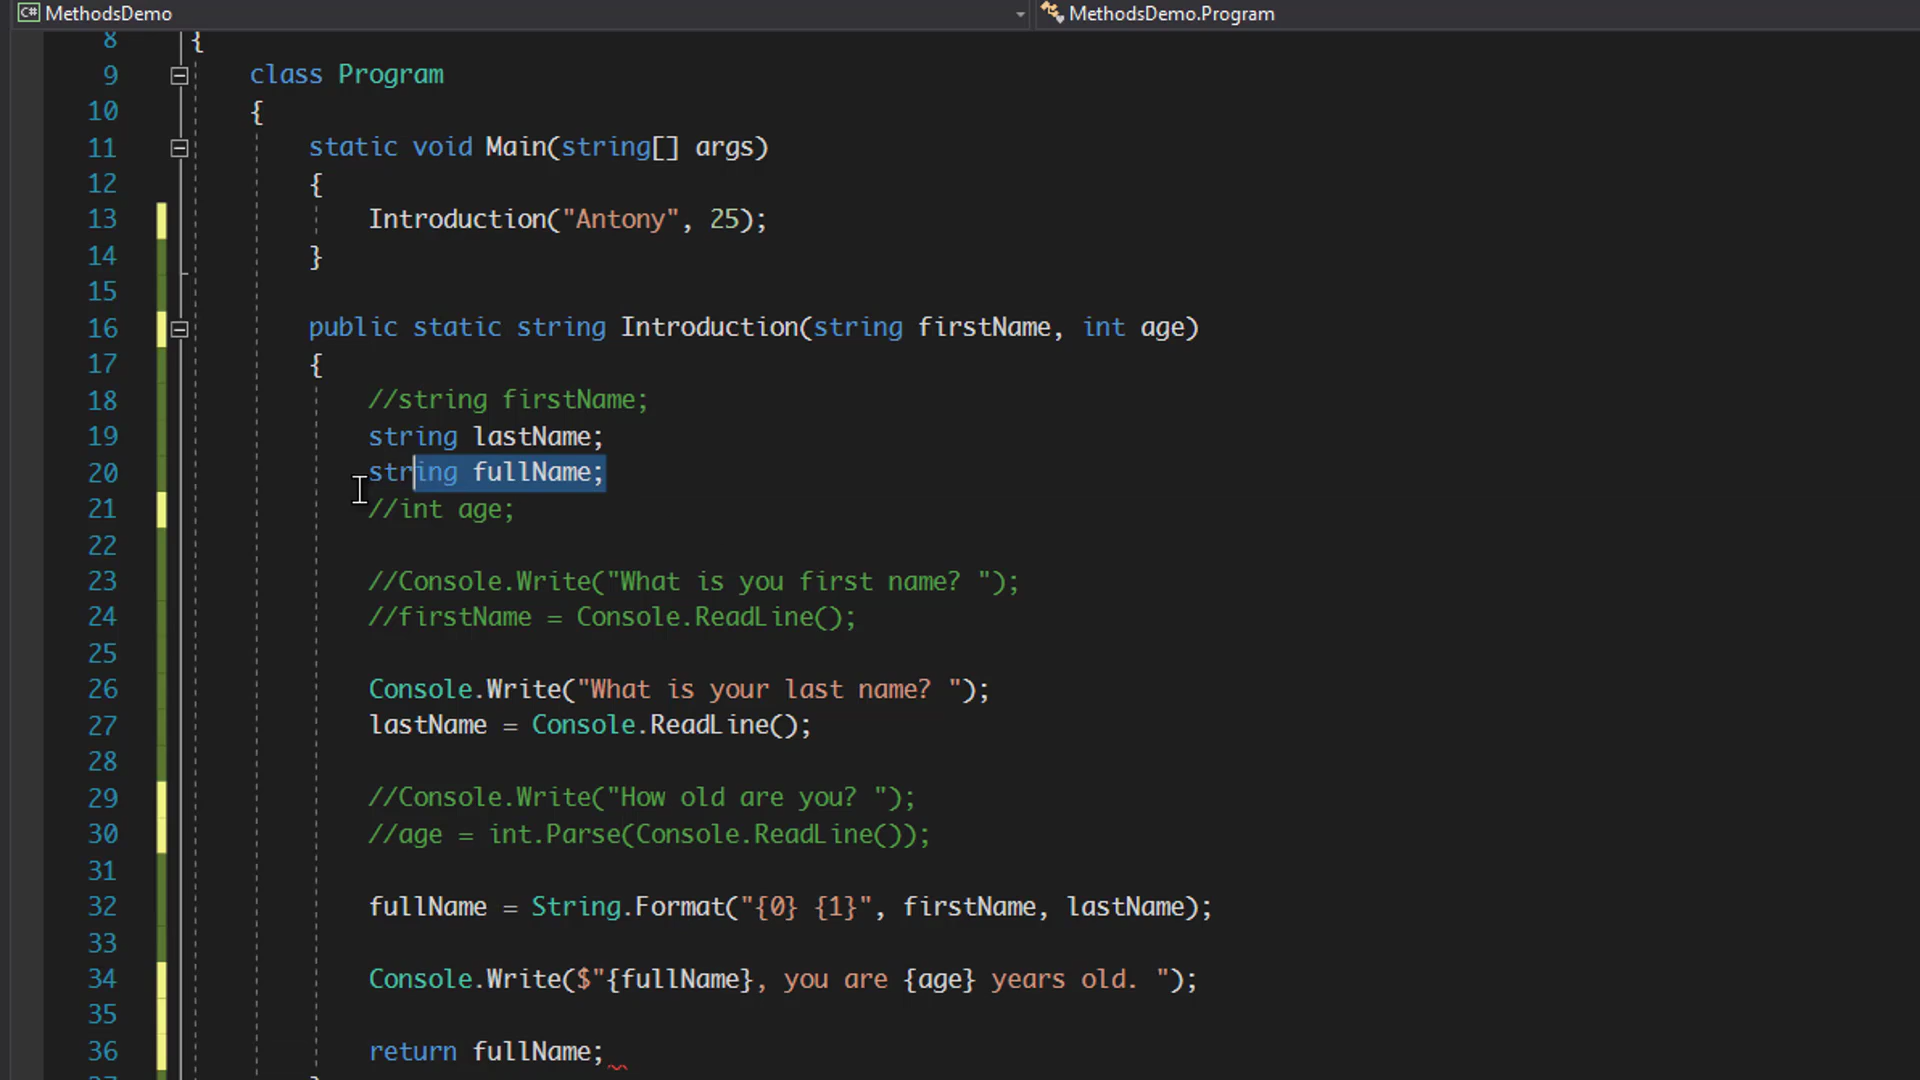 MethodsDemo MethodsDemo.Program
8 {
9 class Program
10 {
11 static void Main(string[] args)
12 {
13 Introduction("Antony", 25);
14 }
15
16 public static string Introduction(string firstName, int age)
17 {
18 //string firstName;
19 string lastName;
20 string fullName;
21 //int age;
22
23 //Console.Write("What is you first name? ");
24 //firstName = Console.ReadLine();
25
26 Console.Write("What is your last name? ");
27 lastName = Console.ReadLine();
28
29 //Console.Write("How old are you? ");
30 //age = int.Parse(Console.ReadLine());
31
32 fullName = String.Format("{0} {1}", firstName, lastName);
33
34 Console.Write($"{fullName}, you are {age} years old. ");
35
36 return fullName;